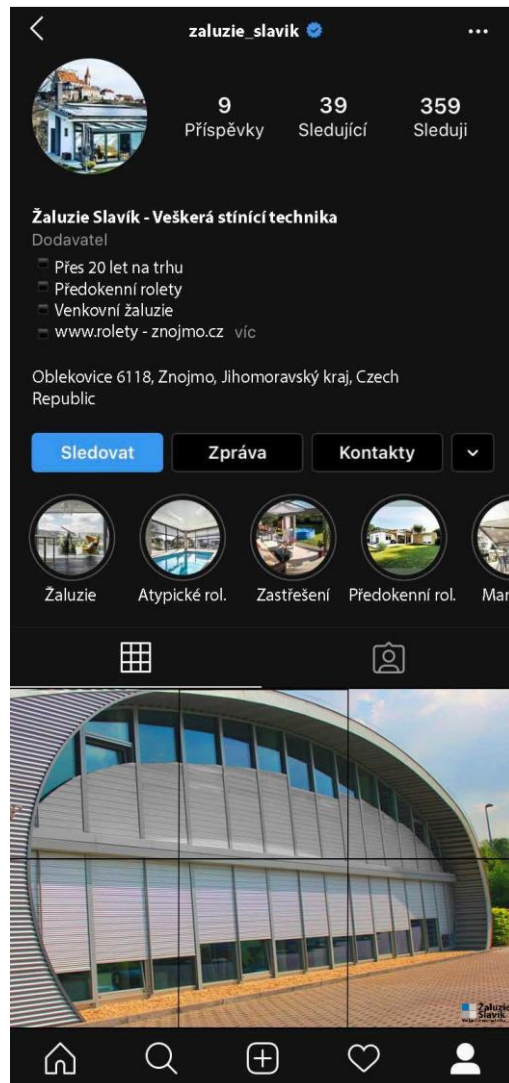 zaluzie_slavik
9 39 359
Příspěvky Sledující Sleduji
Žaluzie Slavík - Veškerá stínící technika
Dodavatel
Přes 20 let na trhu
Předokenní rolety
Venkovní žaluzie
www.rolety - znojmo.cz víc
Oblekovice 6118, Znojmo, Jihomoravský kraj, Czech
Republic
Sledovat Zpráva Kontakty
Žaluzie Atypické rol. Zastřešení Předokenní rol. Mar
Žaluzie
Slavík